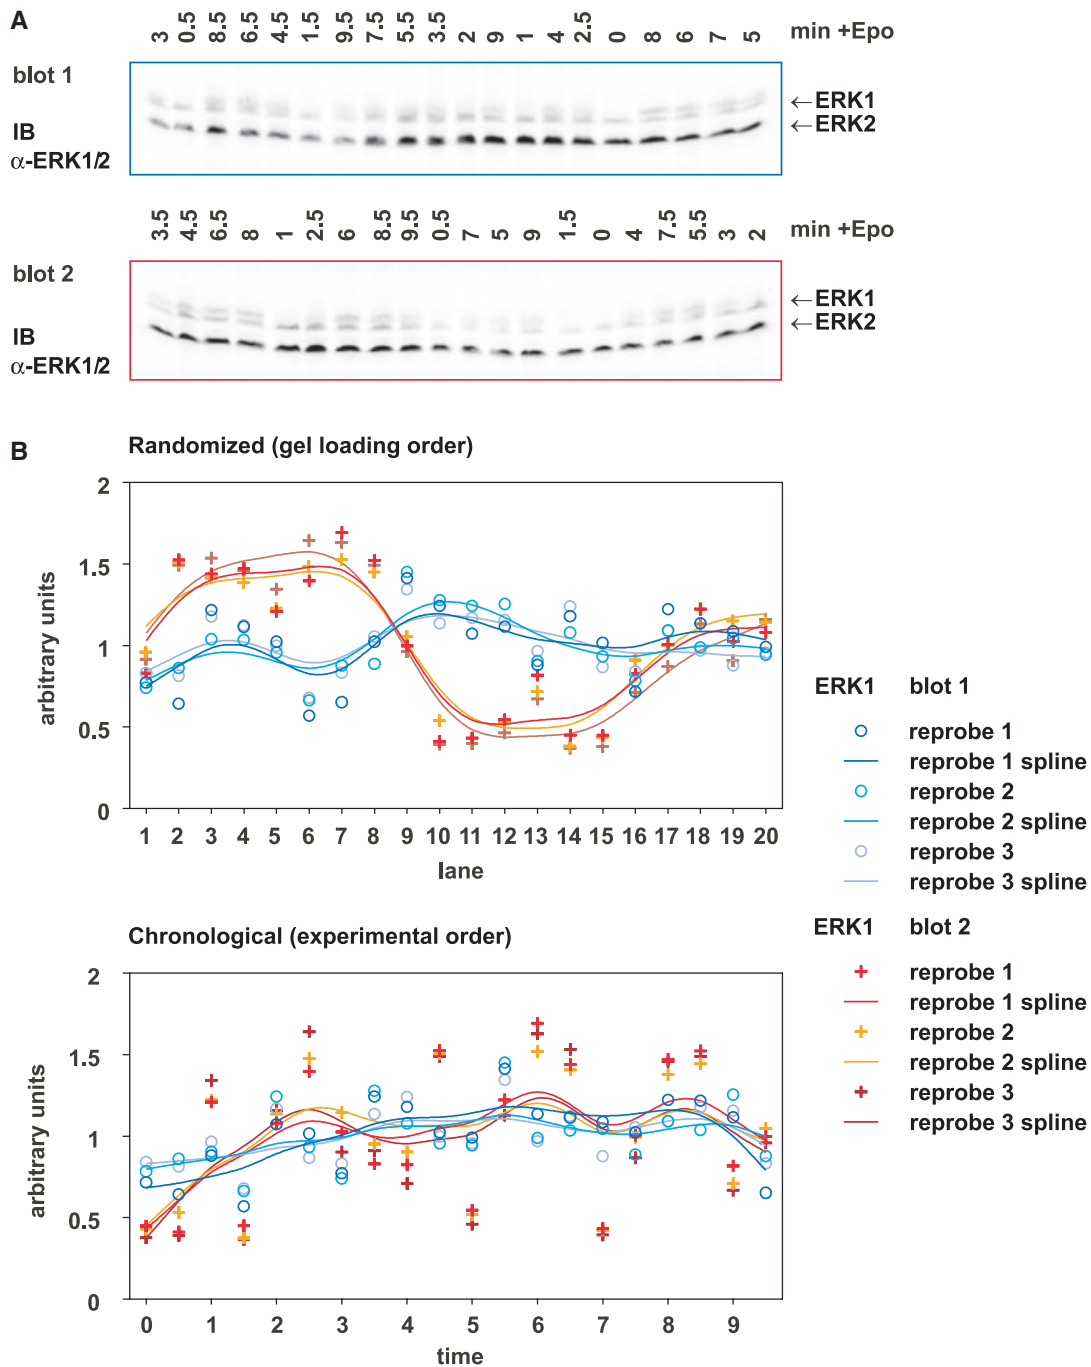 A
3 0.5 8.5 6.5 4.5 1.5 9.5 7.5 5.5 3.5 2 9 1 4 2.5 0 8 6 7 5 min +Epo
blot 1
←ERK1
IB
←ERK2
α-ERK1/2
3.5 4.5 6.5 8 1 2.5 6 8.5 9.5 0.5 7 5 9 1.5 0 4 7.5 5.5 3 2 min +Epo
blot 2
←ERK1
←ERK2
IB
α-ERK1/2
B
Randomized (gel loading order)
2
1.5
1
0.5
0
arbitrary units
1 2 3 4 5 6 7 8 9 10 11 12 13 14 15 16 17 18 19 20
lane
ERK1 blot 1
reprobe 1
reprobe 1 spline
reprobe 2
reprobe 2 spline
reprobe 3
reprobe 3 spline
ERK1 blot 2
reprobe 1
reprobe 1 spline
reprobe 2
reprobe 2 spline
reprobe 3
reprobe 3 spline
Chronological (experimental order)
2
1.5
1
0.5
0
arbitrary units
0 1 2 3 4 5 6 7 8 9
time